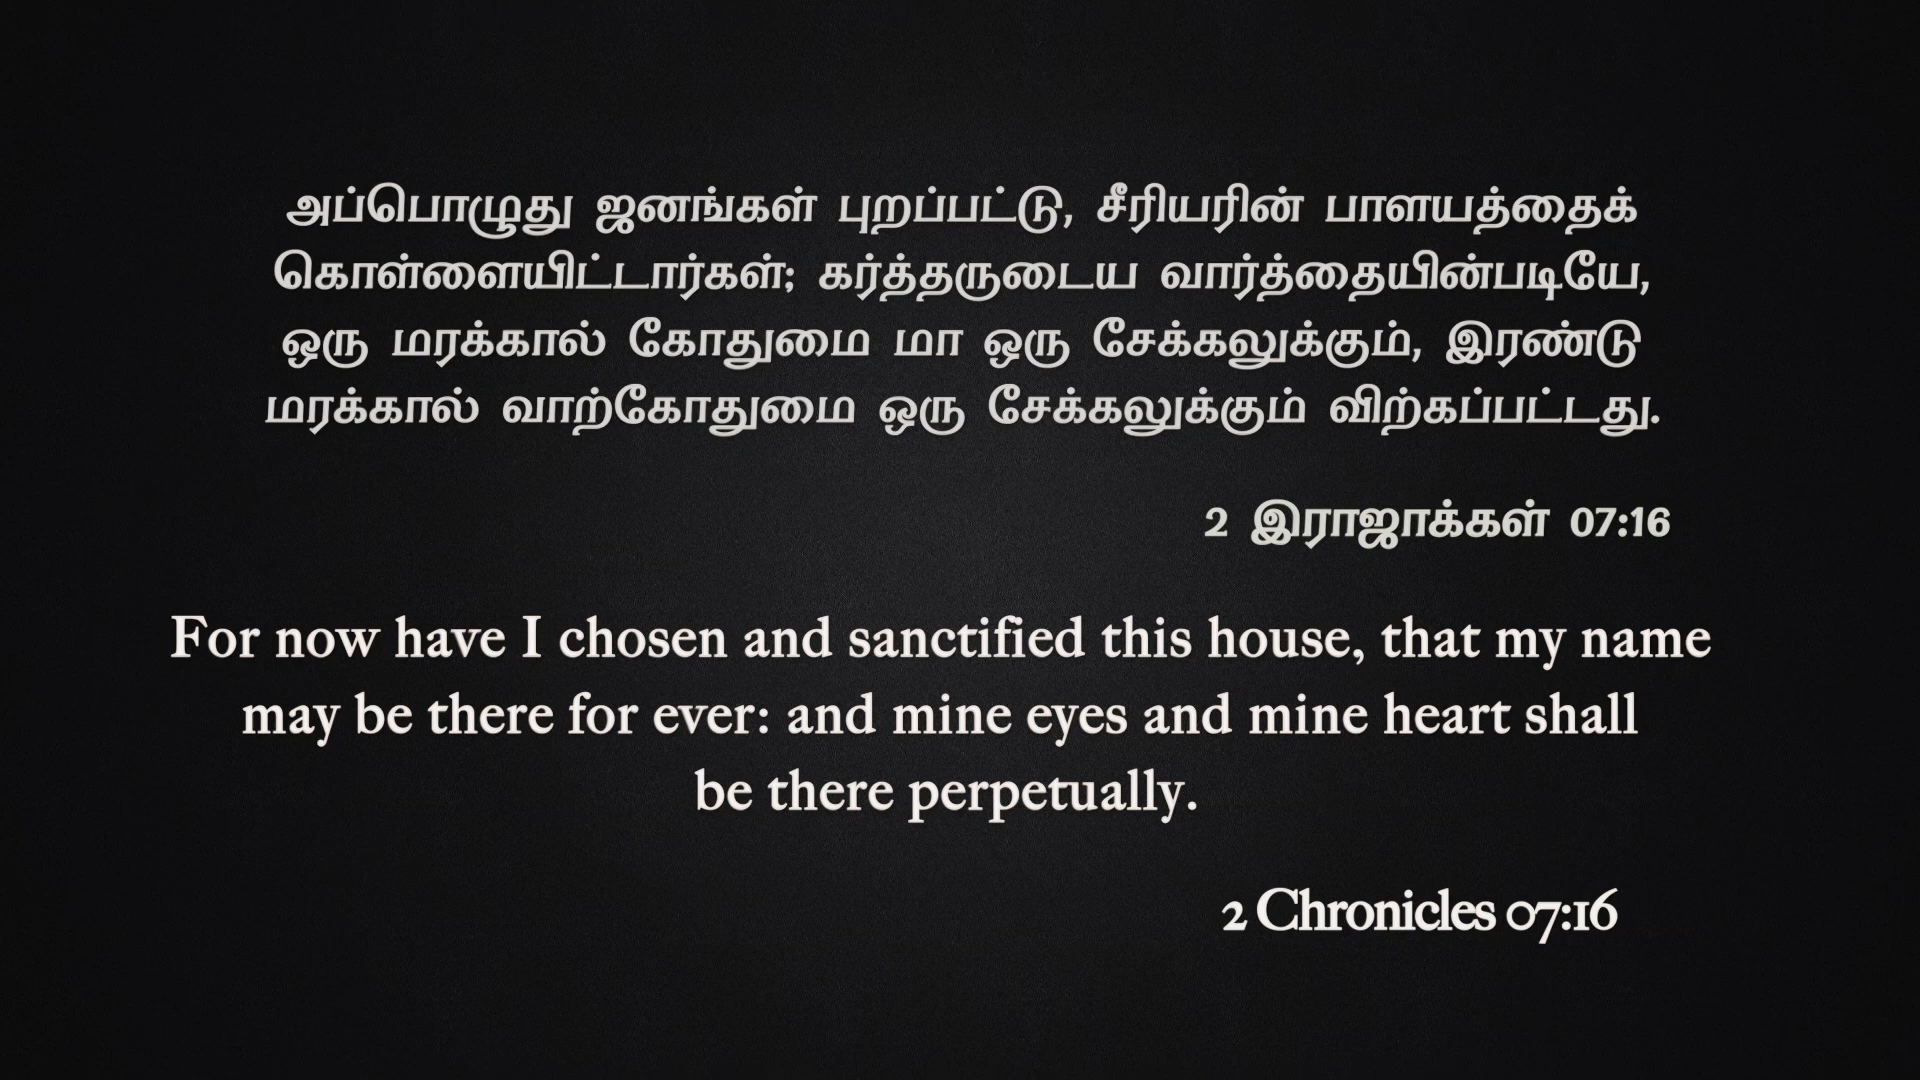 அப்பொழுது ஜனங்கள் புறப்பட்டு, சீரியரின் பாளயத்தைக்
கொள்ளையிட்டார்கள்; கர்த்தருடைய வார்த்தையின்படியே,
ஒரு மரக்கால் கோதுமை மா ஒரு சேக்கலுக்கும், இரண்டு
மரக்கால் வாற்கோதுமை ஒரு சேக்கலுக்கும் விற்கப்பட்டது.
2 இராஜாக்கள் 07:16
For now have I chosen and sanctified this house, that my name
may be there for ever: and mine eyes and mine heart shall
be there perpetually.
2 Chronicles 07:16